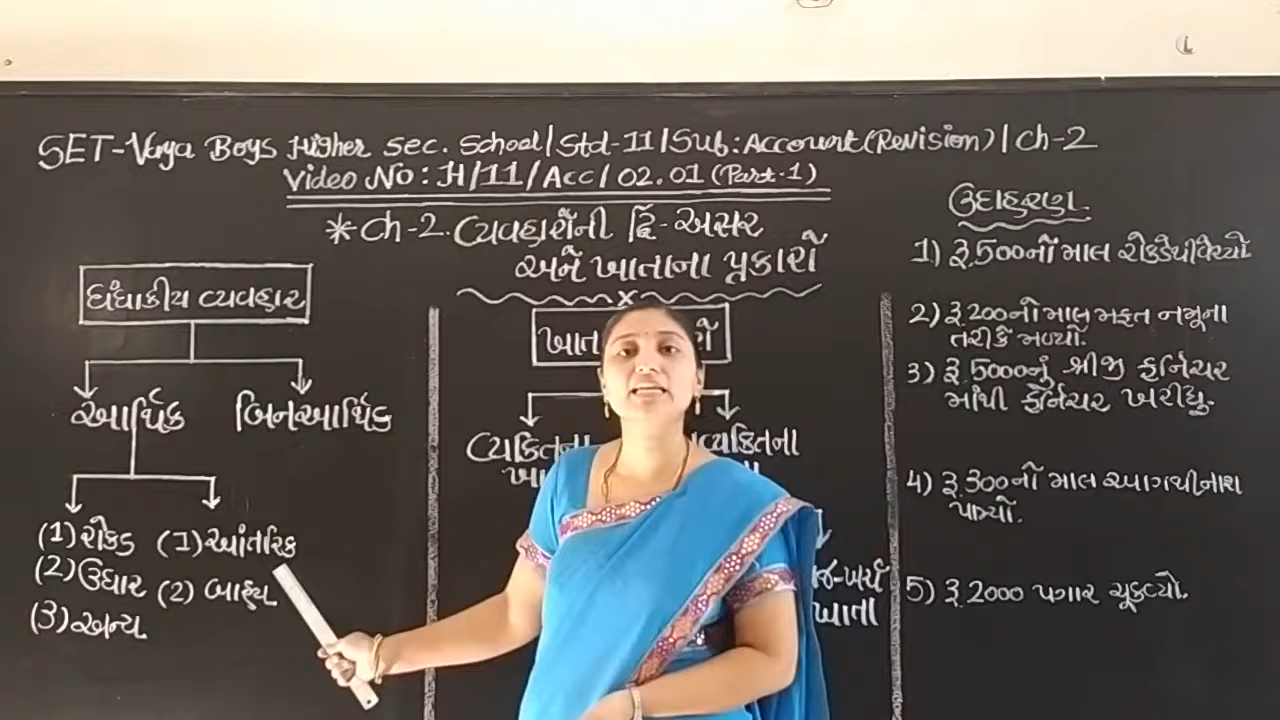 SET-Varya Boys Higher Sec. School/Std-11/Sub:Account(Revision)/Ch-2
Video No: H/11/Acc/02.01 (Part-1)
*Ch-2. વ્યવહારોની દ્વિ-અસર
અને ખાતાના પ્રકારો
x
ધંધાકીય વ્યવહાર
આર્થિક
બિનઆર્થિક
(1) રોકડ
(2) ઉધાર
(3) અન્ય
(1) આંતરિક
(2) બાહ્ય
વ્યક્તિના
જ-ખર્ચ
ખાતા
ઉદાહરણ.
1) રૂ.500નો માલ રોકડેથી વેચ્યો
2) રૂ.200નો માલ મફત નમૂના
તરીકે મળ્યો.
3) રૂ.5000નું શ્રીજી ફર્નિચર
માંથી ફર્નિચર ખરીદ્યુ.
4) રૂ.300નો માલ આગથી નાશ
પામ્યો.
5) રૂ.2000 પગાર ચૂકવ્યો.